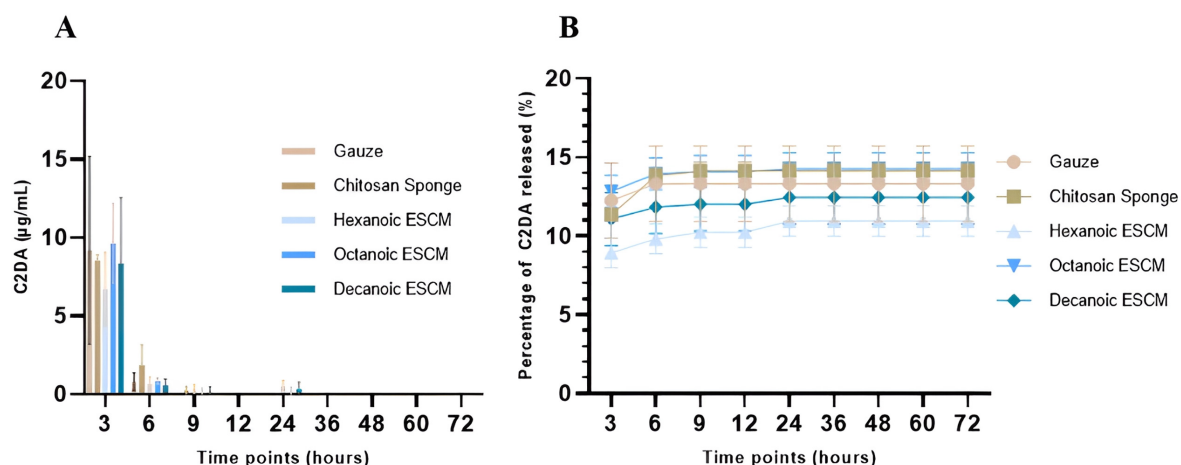 A
C2DA (µg/mL)
20
15
10
5
0
Gauze
Chitosan Sponge
Hexanoic ESCM
Octanoic ESCM
Decanoic ESCM
3 6 9 12 24 36 48 60 72
Time points (hours)
B
Percentage of C2DA released (%)
20
15
10
5
0
Gauze
Chitosan Sponge
Hexanoic ESCM
Octanoic ESCM
Decanoic ESCM
3 6 9 12 24 36 48 60 72
Time points (hours)